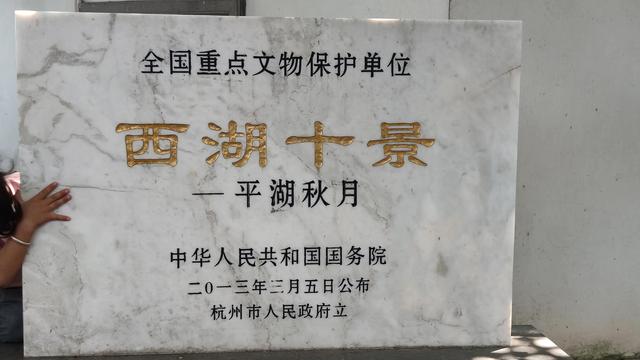 全国重点文物保护单位
西湖十景
—平湖秋月
中华人民共和国国务院
二〇一三年三月五日公布
杭州市人民政府立